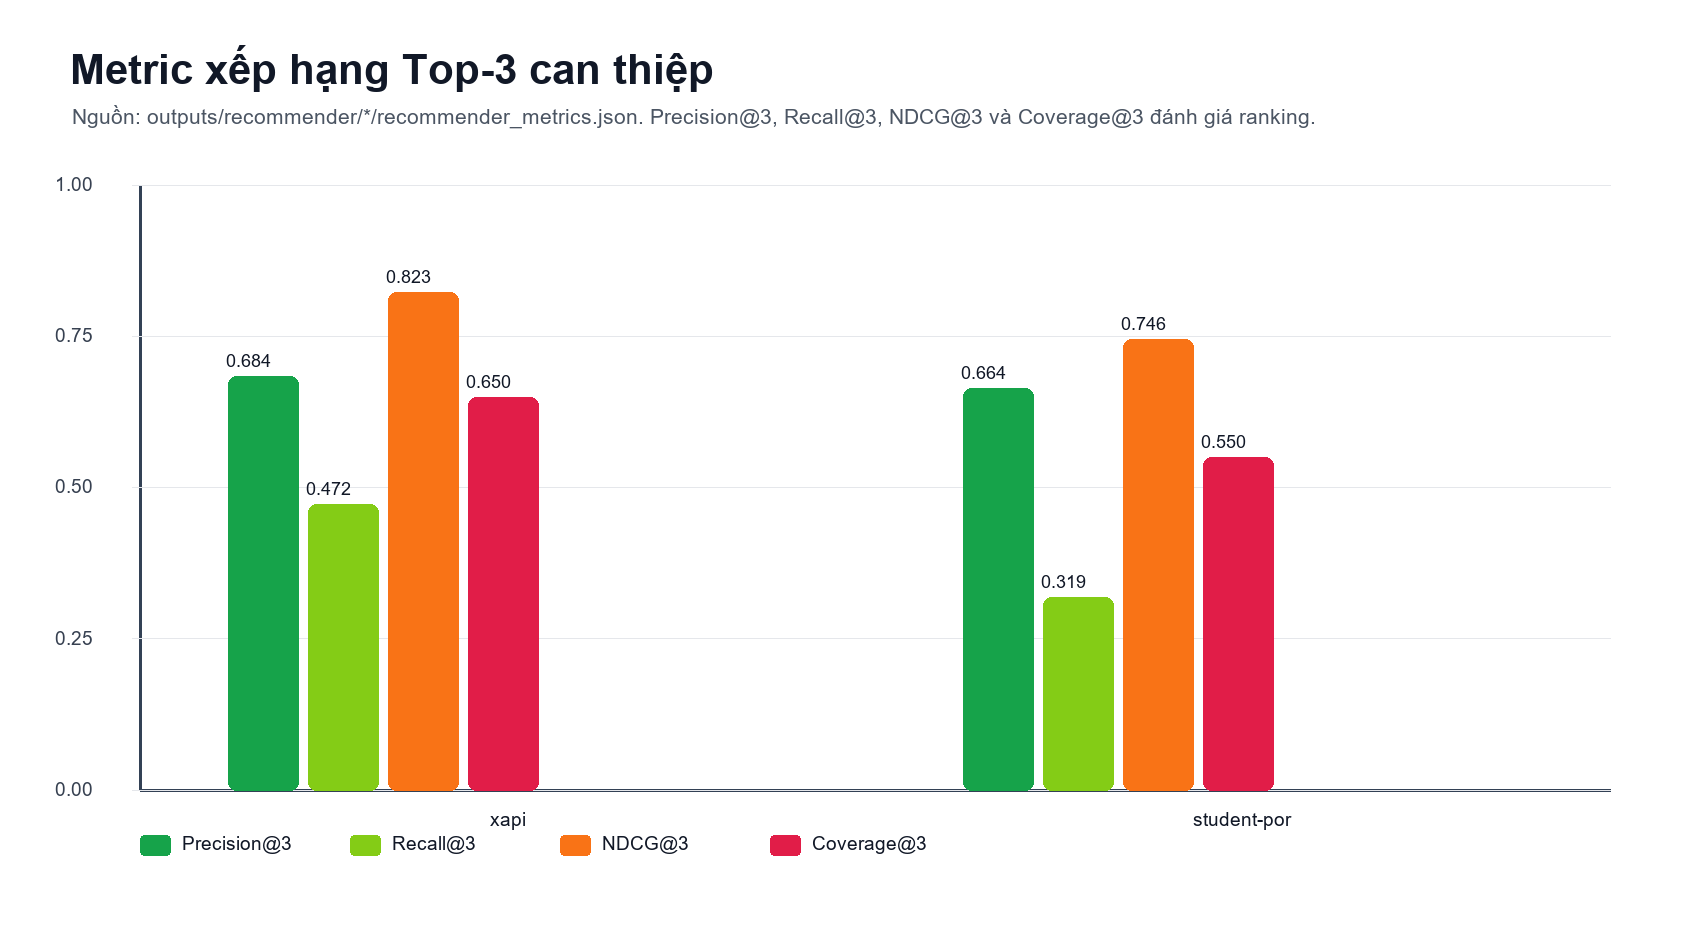 Metric xếp hạng Top-3 can thiệp
Nguồn: outputs/recommender/*/recommender_metrics.json. Precision@3, Recall@3, NDCG@3 và Coverage@3 đánh giá ranking.
1.00
0.75
0.50
0.25
0.00
0.684
0.472
0.823
0.650
0.664
0.319
0.746
0.550
xapi
student-por
Precision@3
Recall@3
NDCG@3
Coverage@3